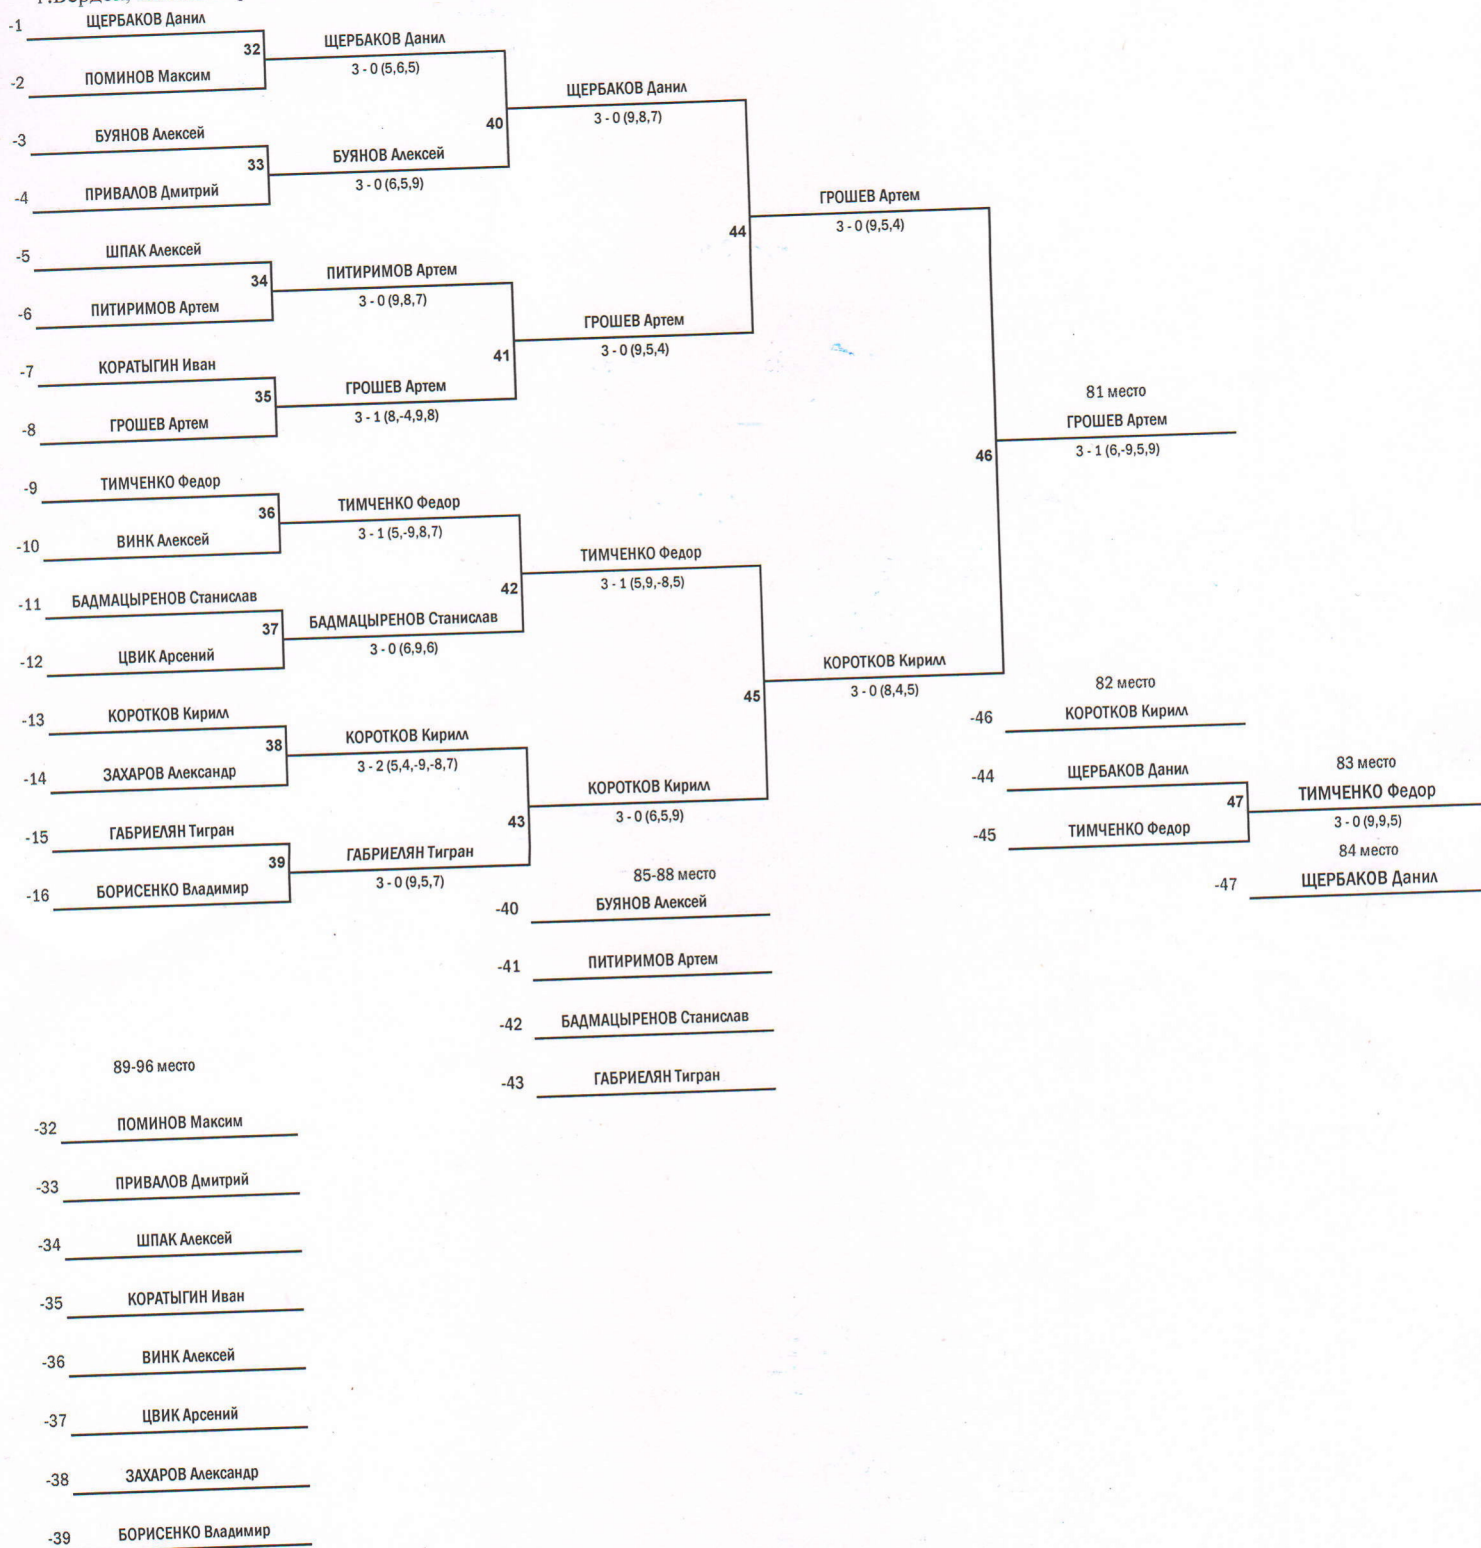 -1 ЩЕРБАКОВ Данил
32
-2 ПОМИНОВ Максим
ЩЕРБАКОВ Данил
3 - 0 (5,6,5)
-3 БУЯНОВ Алексей
33
-4 ПРИВАЛОВ Дмитрий
БУЯНОВ Алексей
3 - 0 (6,5,9)
40
ЩЕРБАКОВ Данил
3 - 0 (9,8,7)
-5 ШПАК Алексей
34
-6 ПИТИРИМОВ Артем
ПИТИРИМОВ Артем
3 - 0 (9,8,7)
-7 КОРАТЫГИН Иван
35
-8 ГРОШЕВ Артем
ГРОШЕВ Артем
3 - 1 (8,-4,9,8)
41
ГРОШЕВ Артем
3 - 0 (9,5,4)
44
ГРОШЕВ Артем
3 - 0 (9,5,4)
-9 ТИМЧЕНКО Федор
36
-10 ВИНК Алексей
ТИМЧЕНКО Федор
3 - 1 (5,-9,8,7)
-11 БАДМАЦЫРЕНОВ Станислав
37
-12 ЦВИК Арсений
БАДМАЦЫРЕНОВ Станислав
3 - 0 (6,9,6)
42
ТИМЧЕНКО Федор
3 - 1 (5,9,-8,5)
-13 КОРОТКОВ Кирилл
38
-14 ЗАХАРОВ Александр
КОРОТКОВ Кирилл
3 - 2 (5,4,-9,-8,7)
-15 ГАБРИЕЛЯН Тигран
39
-16 БОРИСЕНКО Владимир
ГАБРИЕЛЯН Тигран
3 - 0 (9,5,7)
43
КОРОТКОВ Кирилл
3 - 0 (6,5,9)
45
КОРОТКОВ Кирилл
3 - 0 (8,4,5)
46
81 место
ГРОШЕВ Артем
3 - 1 (6,-9,5,9)
82 место
-46 КОРОТКОВ Кирилл
-44 ЩЕРБАКОВ Данил
47
-45 ТИМЧЕНКО Федор
83 место
ТИМЧЕНКО Федор
3 - 0 (9,9,5)
84 место
-47 ЩЕРБАКОВ Данил
85-88 место
-40 БУЯНОВ Алексей
-41 ПИТИРИМОВ Артем
-42 БАДМАЦЫРЕНОВ Станислав
-43 ГАБРИЕЛЯН Тигран
89-96 место
-32 ПОМИНОВ Максим
-33 ПРИВАЛОВ Дмитрий
-34 ШПАК Алексей
-35 КОРАТЫГИН Иван
-36 ВИНК Алексей
-37 ЦВИК Арсений
-38 ЗАХАРОВ Александр
-39 БОРИСЕНКО Владимир